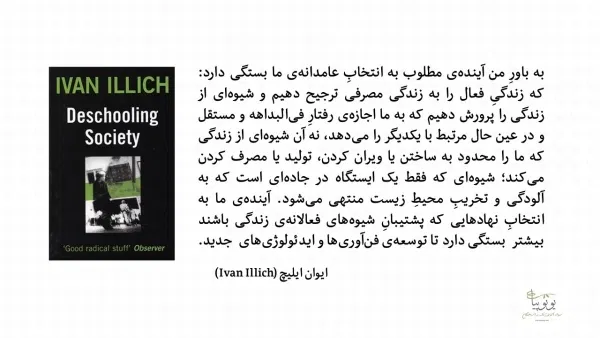 به باورِ من آینده‌ی مطلوب به انتخابِ عامدانه‌ی ما بستگی دارد:
که زندگیِ فعال را به زندگی مصرفی ترجیح دهیم و شیوه‌ای از
زندگی را پرورش دهیم که به ما اجازه‌ی رفتارِ فی‌البداهه و مستقل
و در عین حال مرتبط با یکدیگر را می‌دهد، نه آن شیوه‌ای از زندگی
که ما را محدود به ساختن یا ویران کردن، تولید یا مصرف کردن
می‌کند؛ شیوه‌ای که فقط یک ایستگاه در جاده‌ای است که به
آلودگی و تخریبِ محیطِ زیست منتهی می‌شود. آینده‌ی ما به
انتخابِ نهادهایی که پشتیبانِ شیوه‌های فعالانه‌ی زندگی باشند
بیشتر بستگی دارد تا توسعه‌ی فن‌آوری‌ها و ایدئولوژی‌های جدید.
ایوان ایلیچ (Ivan Illich)
IVAN ILLICH
Deschooling
Society
'Good radical stuff' Observer
یوتوپیا